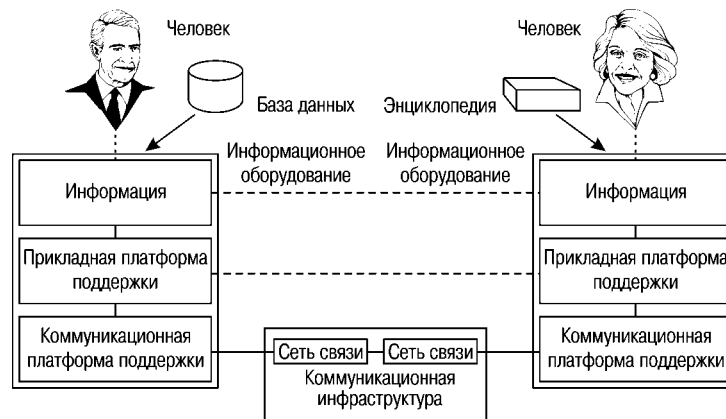 Человек
Человек
База данных
Энциклопедия
Информационное
оборудование
Информационное
оборудование
Информация
Информация
Прикладная платформа
поддержки
Прикладная платформа
поддержки
Коммуникационная
платформа поддержки
Сеть связи
Сеть связи
Коммуникационная
инфраструктура
Коммуникационная
платформа поддержки